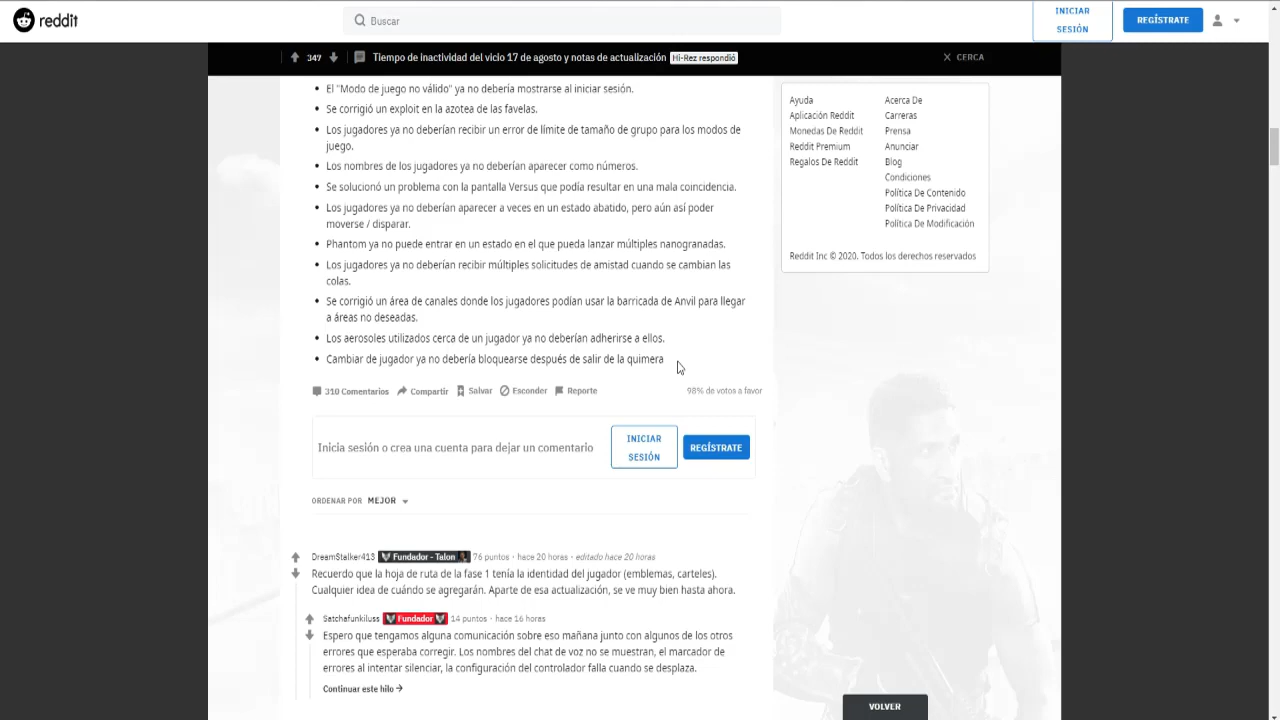 reddit
Buscar
INICIAR
SESIÓN
REGÍSTRATE
347
Tiempo de inactividad del vicio 17 de agosto y notas de actualización Hi-Rez respondió
CERCA
El "Modo de juego no válido" ya no debería mostrarse al iniciar sesión.
Se corrigió un exploit en la azotea de las favelas.
Los jugadores ya no deberían recibir un error de límite de tamaño de grupo para los modos de
juego.
Los nombres de los jugadores ya no deberían aparecer como números.
Se solucionó un problema con la pantalla Versus que podía resultar en una mala coincidencia.
Los jugadores ya no deberían aparecer a veces en un estado abatido, pero aún así poder
moverse / disparar.
Phantom ya no puede entrar en un estado en el que pueda lanzar múltiples nanogranadas.
Los jugadores ya no deberían recibir múltiples solicitudes de amistad cuando se cambian las
colas.
Se corrigió un área de canales donde los jugadores podían usar la barricada de Anvil para llegar
a áreas no deseadas.
Los aerosoles utilizados cerca de un jugador ya no deberían adherirse a ellos.
Cambiar de jugador ya no debería bloquearse después de salir de la quimera
310 Comentarios Compartir Salvar Esconder Reporte 98% de votos a favor
Inicia sesión o crea una cuenta para dejar un comentario
INICIAR
SESIÓN
REGÍSTRATE
ORDENAR POR MEJOR
DreamStalker413 Fundador - Talon 76 puntos · hace 20 horas · editado hace 20 horas
Recuerdo que la hoja de ruta de la fase 1 tenía la identidad del jugador (emblemas, carteles).
Cualquier idea de cuándo se agregarán. Aparte de esa actualización, se ve muy bien hasta ahora.
Satchafunkiluss Fundador 14 puntos · hace 16 horas
Espero que tengamos alguna comunicación sobre eso mañana junto con algunos de los otros
errores que esperaba corregir. Los nombres del chat de voz no se muestran, el marcador de
errores al intentar silenciar, la configuración del controlador falla cuando se desplaza.
Continuar este hilo
Ayuda
Aplicación Reddit
Monedas De Reddit
Reddit Premium
Regalos De Reddit
Acerca De
Carreras
Prensa
Anunciar
Blog
Condiciones
Política De Contenido
Política De Privacidad
Política De Modificación
Reddit Inc © 2020. Todos los derechos reservados
VOLVER